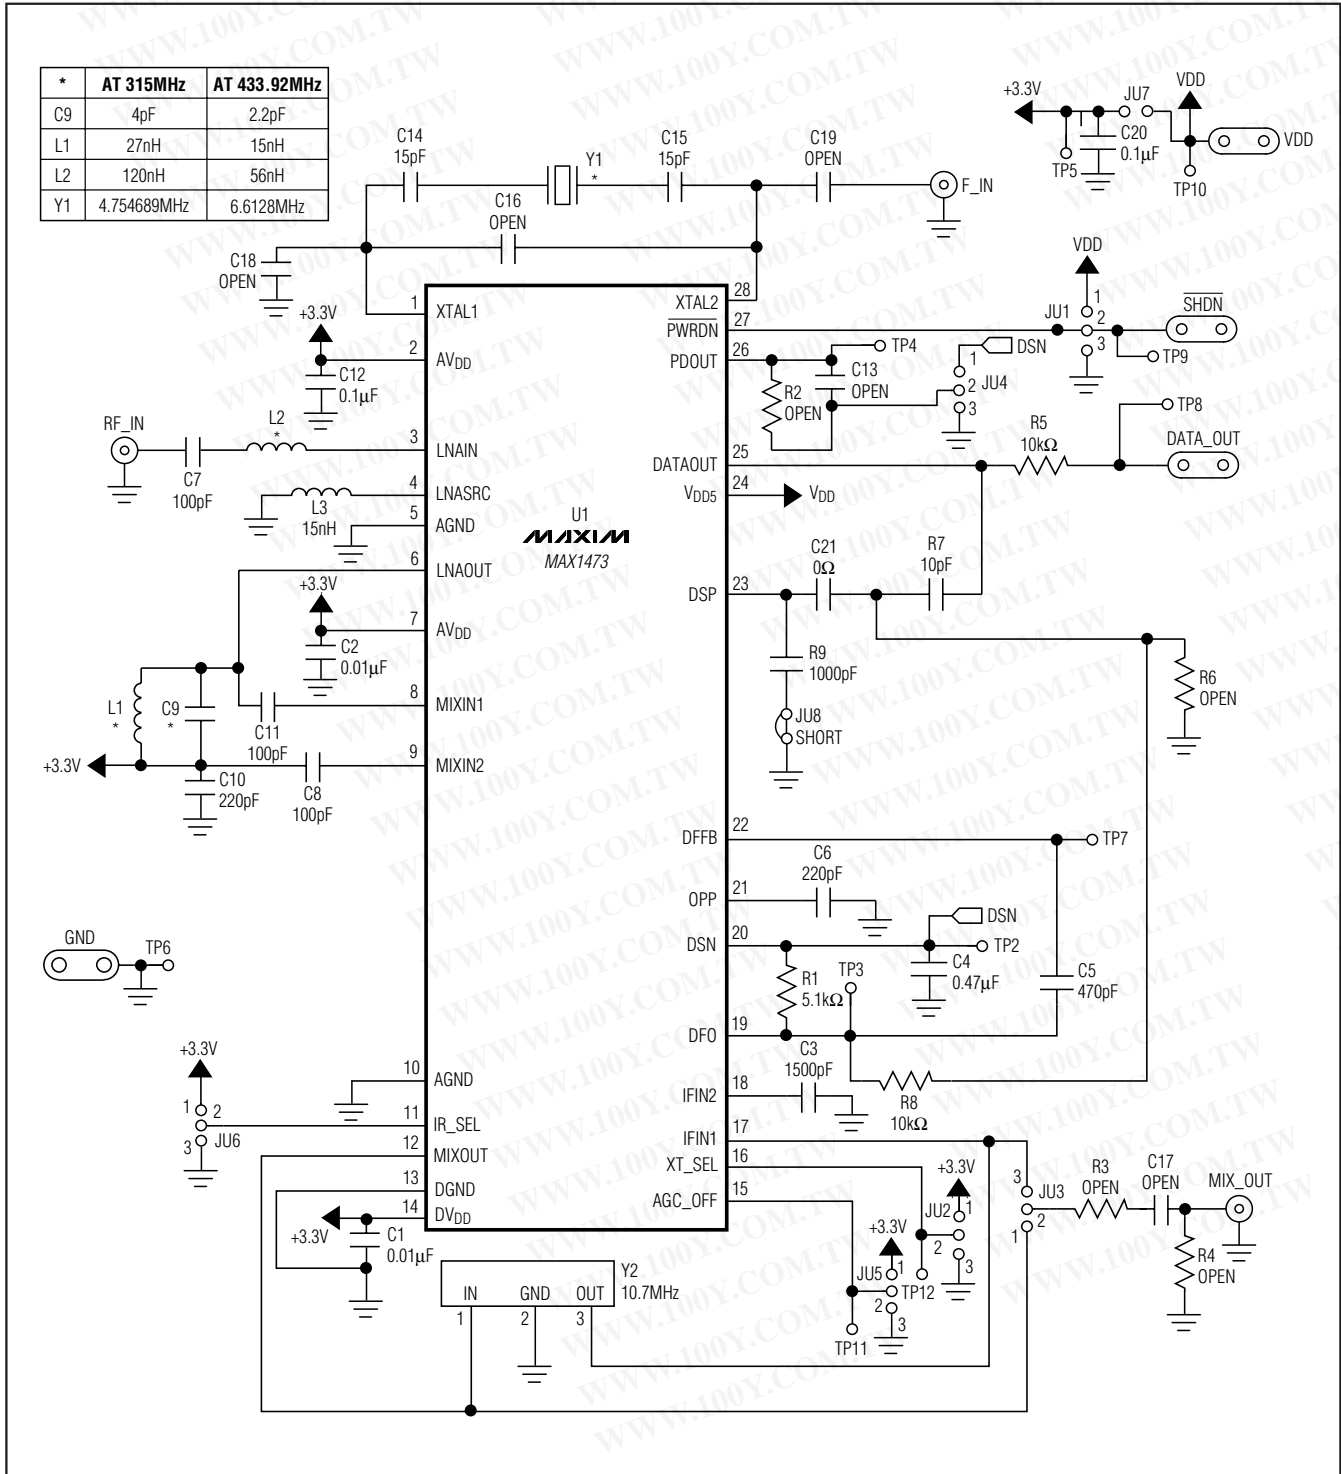 * AT 315MHz AT 433.92MHz
C9 4pF 2.2pF
L1 27nH 15nH
L2 120nH 56nH
Y1 4.754689MHz 6.6128MHz
C14
15pF
Y1
*
C15
15pF
C19
OPEN
F_IN
C16
OPEN
C18
OPEN
+3.3V
JU7
VDD
C20
0.1µF
VDD
TP5
TP10
1 XTAL1
+3.3V
2 AVDD
C12
0.1µF
RF_IN
L2
*
3 LNAIN
C7
100pF
4 LNASRC
L3
15nH
5 AGND
6 LNAOUT
+3.3V
7 AVDD
C2
0.01µF
8 MIXIN1
L1
*
C9
*
C11
100pF
9 MIXIN2
+3.3V
C10
220pF
C8
100pF
U1
MAXIM
MAX1473
XTAL2 28
PWRDN 27
PDOUT 26
TP4
R2
OPEN
C13
OPEN
DSN
1
2 JU4
3
VDD
1
JU1 2
3
SHDN
TP9
TP8
R5
10kΩ
DATA_OUT
DATAOUT 25
VDD5 24
VDD
C21
0Ω
R7
10pF
DSP 23
R9
1000pF
JU8
SHORT
R6
OPEN
DFFB 22
TP7
C6
220pF
OPP 21
DSN
DSN 20
TP2
R1
5.1kΩ
TP3
C4
0.47µF
C5
470pF
DFO 19
C3
1500pF
IFIN2 18
R8
10kΩ
IFIN1 17
XT_SEL 16
AGC_OFF 15
GND
TP6
+3.3V
1 2
3 JU6
10 AGND
11 IR_SEL
12 MIXOUT
13 DGND
14 DVDD
+3.3V
C1
0.01µF
IN GND OUT
1 2 3
Y2
10.7MHz
+3.3V
JU2 1
2
3
+3.3V
JU5 1
2
3
TP12
TP11
3
JU3
2
1
R3
OPEN
C17
OPEN
MIX_OUT
R4
OPEN
WWW.100Y.COM.TW